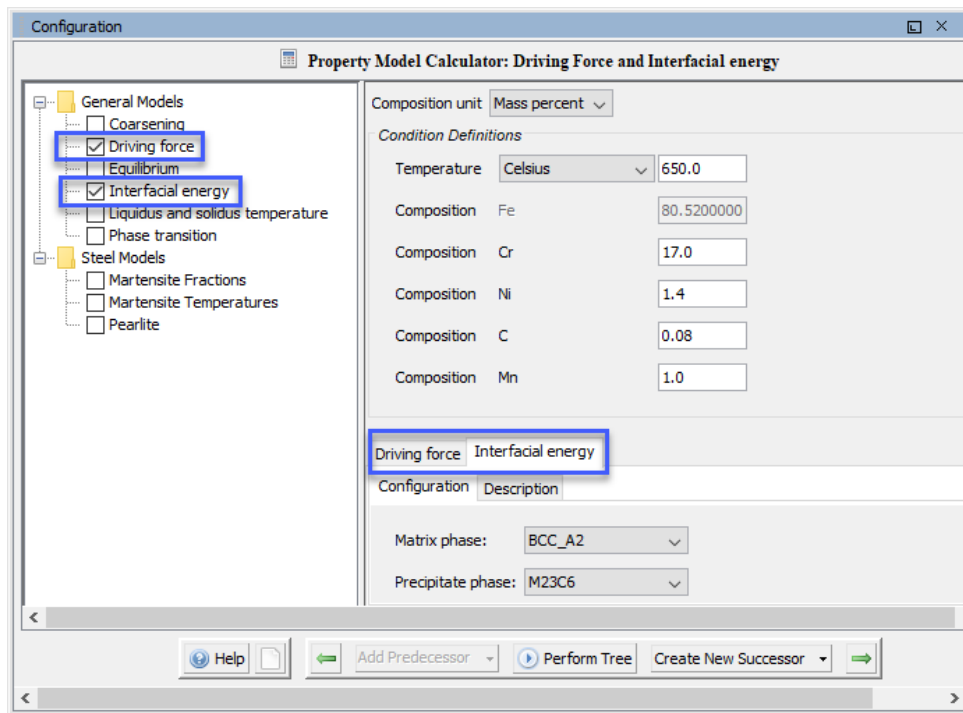 Configuration
Property Model Calculator: Driving Force and Interfacial energy
General Models
Coarsening
Driving force
Equilibrium
Interfacial energy
Liquidus and solidus temperature
Phase transition
Steel Models
Martensite Fractions
Martensite Temperatures
Pearlite
Composition unit Mass percent
Condition Definitions
Temperature Celsius 650.0
Composition Fe 80.5200000
Composition Cr 17.0
Composition Ni 1.4
Composition C 0.08
Composition Mn 1.0
Driving force Interfacial energy
Configuration Description
Matrix phase: BCC_A2
Precipitate phase: M23C6
Help Add Predecessor Perform Tree Create New Successor